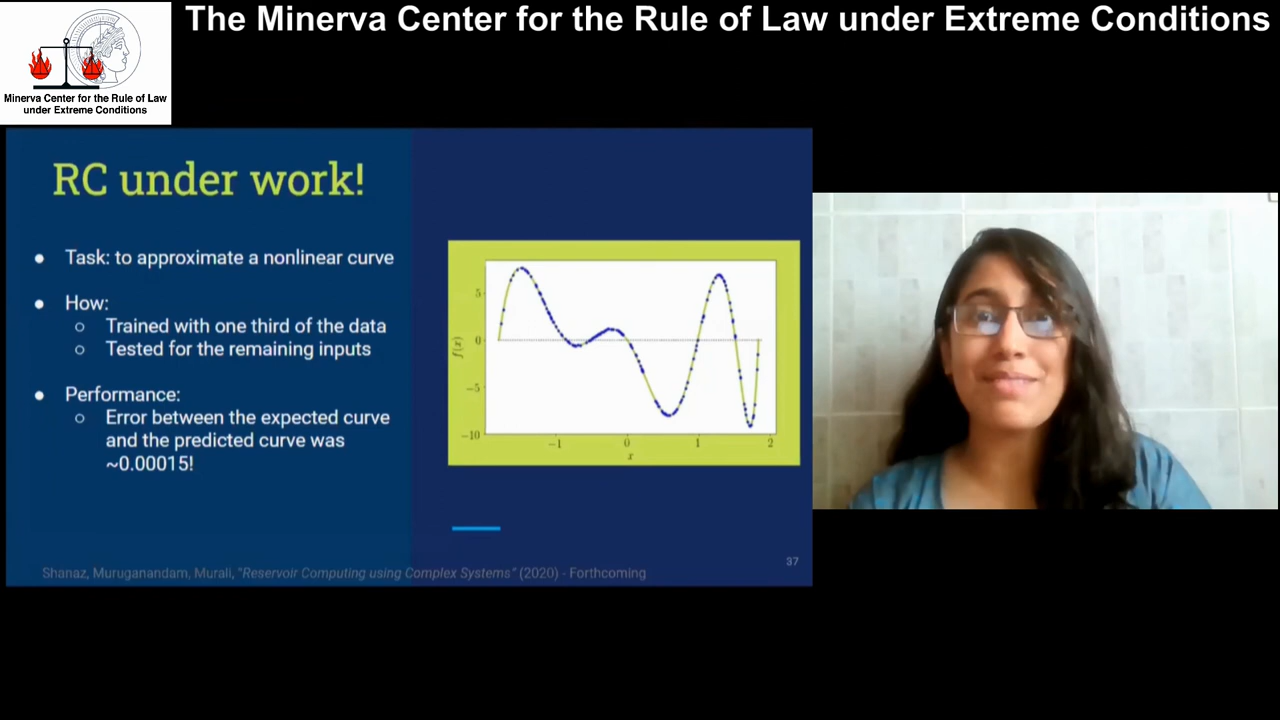 The Minerva Center for the Rule of Law under Extreme Conditions
Minerva Center for the Rule of Law
under Extreme Conditions
RC under work!
● Task: to approximate a nonlinear curve
● How:
○ Trained with one third of the data
○ Tested for the remaining inputs
● Performance:
○ Error between the expected curve
and the predicted curve was
~0.00015!
f(x)
5
0
−5
−10
−1
0
1
2
x
37
Shanaz, Muruganandam, Murali, "Reservoir Computing using Complex Systems" (2020) - Forthcoming